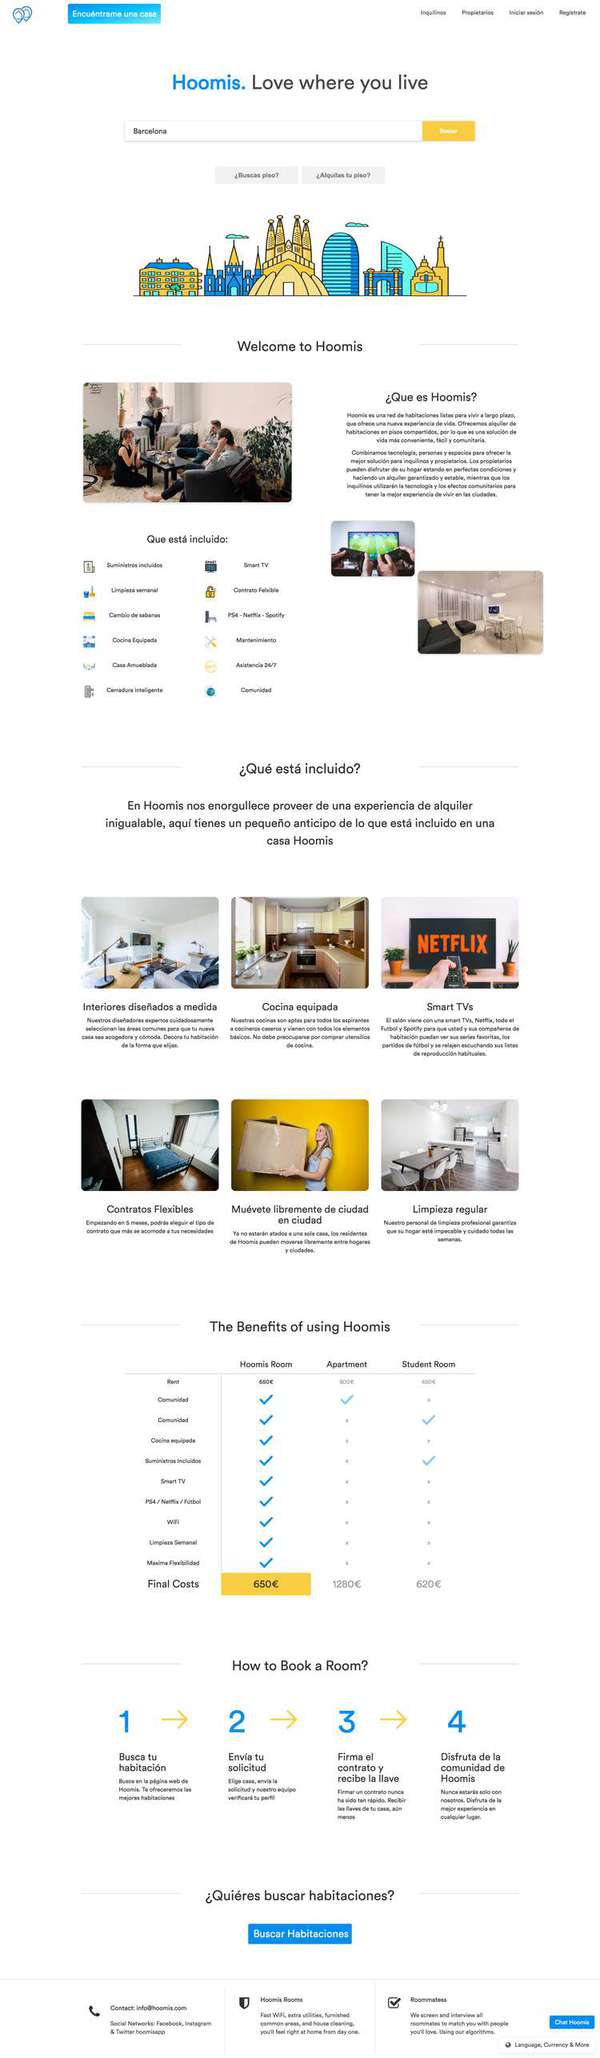 Encuéntrame una casa
Inquilinos Propietarios Iniciar sesión Regístrate
Hoomis. Love where you live
Barcelona
Buscar
¿Buscas piso? ¿Alquilas tu piso?
Welcome to Hoomis
¿Que es Hoomis?
Hoomis es una red de habitaciones listas para vivir a largo plazo,
que ofrece una nueva experiencia de vida. Ofrecemos alquiler de
habitaciones en pisos compartidos, por lo que es una solución de
vida más conveniente, fácil y comunitaria.
Combinamos tecnología, personas y espacios para ofrecer la
mejor solución para inquilinos y propietarios. Los propietarios
pueden disfrutar de su hogar estando en perfectas condiciones y
haciendo un alquiler garantizado y estable, mientras que los
inquilinos utilizarán la tecnología y los efectos comunitarios para
tener la mejor experiencia de vivir en las ciudades.
Que está incluido:
Suministros incluidos Smart TV
Limpieza semanal Contrato Felxible
Cambio de sabanas PS4 - Netflix - Spotify
Cocina Equipada Mantenimiento
Casa Amueblada Asistencia 24/7
Cerradura inteligente Comunidad
¿Qué está incluido?
En Hoomis nos enorgullece proveer de una experiencia de alquiler
inigualable, aquí tienes un pequeño anticipo de lo que está incluido en una
casa Hoomis
NETFLIX
Interiores diseñados a medida
Nuestros diseñadores expertos cuidadosamente
seleccionan las áreas comunes para que tu nueva
casa sea acogedora y cómoda. Decora tu habitación
de la forma que elijas.
Cocina equipada
Nuestras cocinas son aptas para todos los aspirantes
a cocineros caseros y vienen con todos los elementos
básicos. No debe preocuparse por comprar utensilios
de cocina.
Smart TVs
El salón viene con una smart TVs, Netflix, todo el
Futbol y Spotify para que usted y sus compañeros de
habitación puedan ver sus series favoritas, los
partidos de fútbol y se relajen escuchando sus listas
de reproducción habituales.
Contratos Flexibles
Empezando en 5 meses, podrás eleguir el tipo de
contrato que más se acomode a tus necesidades
Muévete libremente de ciudad
en ciudad
Ya no estarán atados a una sola casa, los residentes
de Hoomis pueden moverse libremente entre hogares
y ciudades.
Limpieza regular
Nuestro personal de limpieza profesional garantiza
que su hogar esté impecable y cuidado todas las
semanas.
The Benefits of using Hoomis
Hoomis Room Apartment Student Room
Rent 650€ 800€ 450€
Comunidad x
Comunidad x
Cocina equipada x x
Suministros Incluidos x
Smart TV x x
PS4 / Netflix / Fútbol x x
WiFi x x
Limpieza Semanal x x
Maxima Flexibilidad x x
Final Costs 650€ 1280€ 620€
How to Book a Room?
1 2 3 4
Busca tu
habitación
Busca en la página web de
Hoomis. Te ofreceremos las
mejores habitaciones
Envía tu
solicitud
Elige casa, envía la
solicitud y nuestro equipo
verificará tu perfil
Firma el
contrato y
recibe la llave
Firmar un contrato nunca
ha sido tan rápido. Recibir
las llaves de tu casa, aún
menos
Disfruta de la
comunidad de
Hoomis
Nunca estarás solo con
nosotros. Disfruta de la
mejor experiencia en
cualquier lugar.
¿Quiéres buscar habitaciones?
Buscar Habitaciones
Contact: info@hoomis.com
Social Networks: Facebook, Instagram
& Twitter hoomisapp
Hoomis Rooms
Fast WiFi, extra utilities, furnished
common areas, and house cleaning,
you'll feel right at home from day one.
Roommatess
We screen and interview all
roommates to match you with people
you'll love. Using our algorithms.
Chat Hoomis
Language, Currency & More